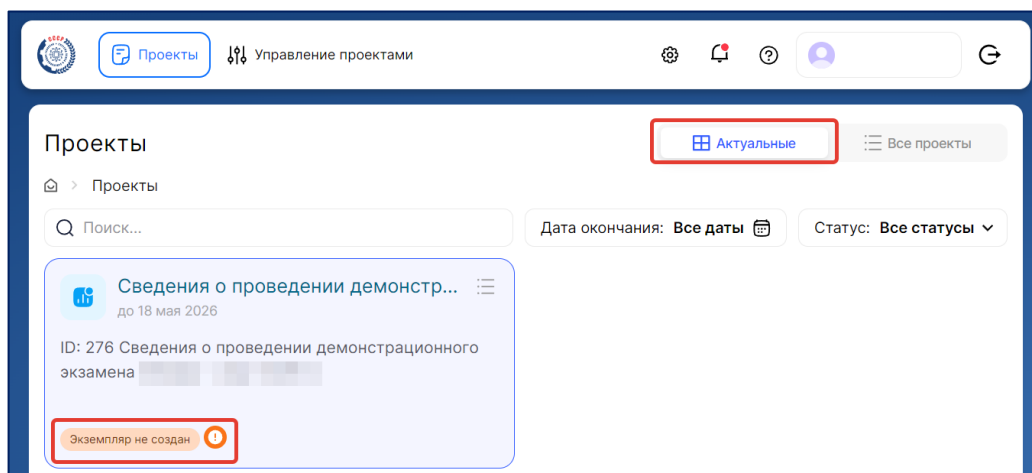 Проекты
Управление проектами
Проекты
Актуальные
Все проекты
Проекты
Поиск...
Дата окончания: Все даты
Статус: Все статусы
Сведения о проведении демонстр...
до 18 мая 2026
ID: 276 Сведения о проведении демонстрационного
экзамена
Экземпляр не создан